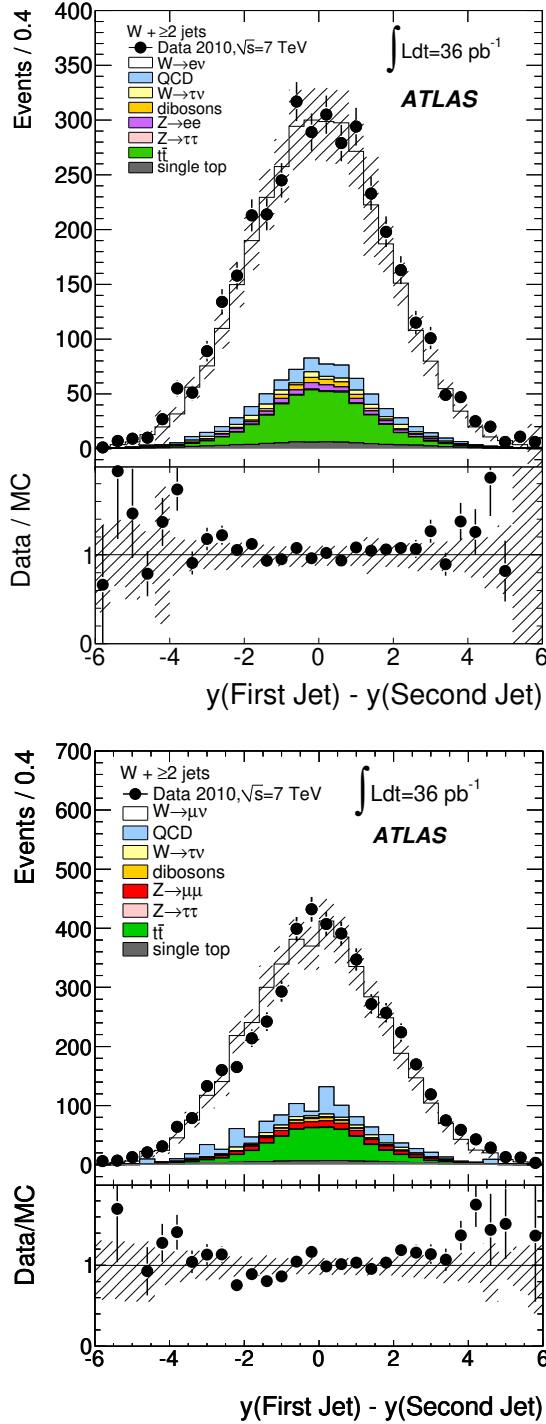 Events / 0.4
400
350
300
250
200
150
100
50
0
W + ≥2 jets
Data 2010,√s=7 TeV
W→eν
QCD
W→τν
dibosons
Z→ee
Z→ττ
tt̄
single top
∫Ldt=36 pb⁻¹
ATLAS
Data / MC
1
0
-6 -4 -2 0 2 4 6
y(First Jet) - y(Second Jet)
Events / 0.4
700
600
500
400
300
200
100
0
W + ≥2 jets
Data 2010,√s=7 TeV
W→μν
QCD
W→τν
dibosons
Z→μμ
Z→ττ
tt̄
single top
∫Ldt=36 pb⁻¹
ATLAS
Data/MC
1
0
-6 -4 -2 0 2 4 6
y(First Jet) - y(Second Jet)